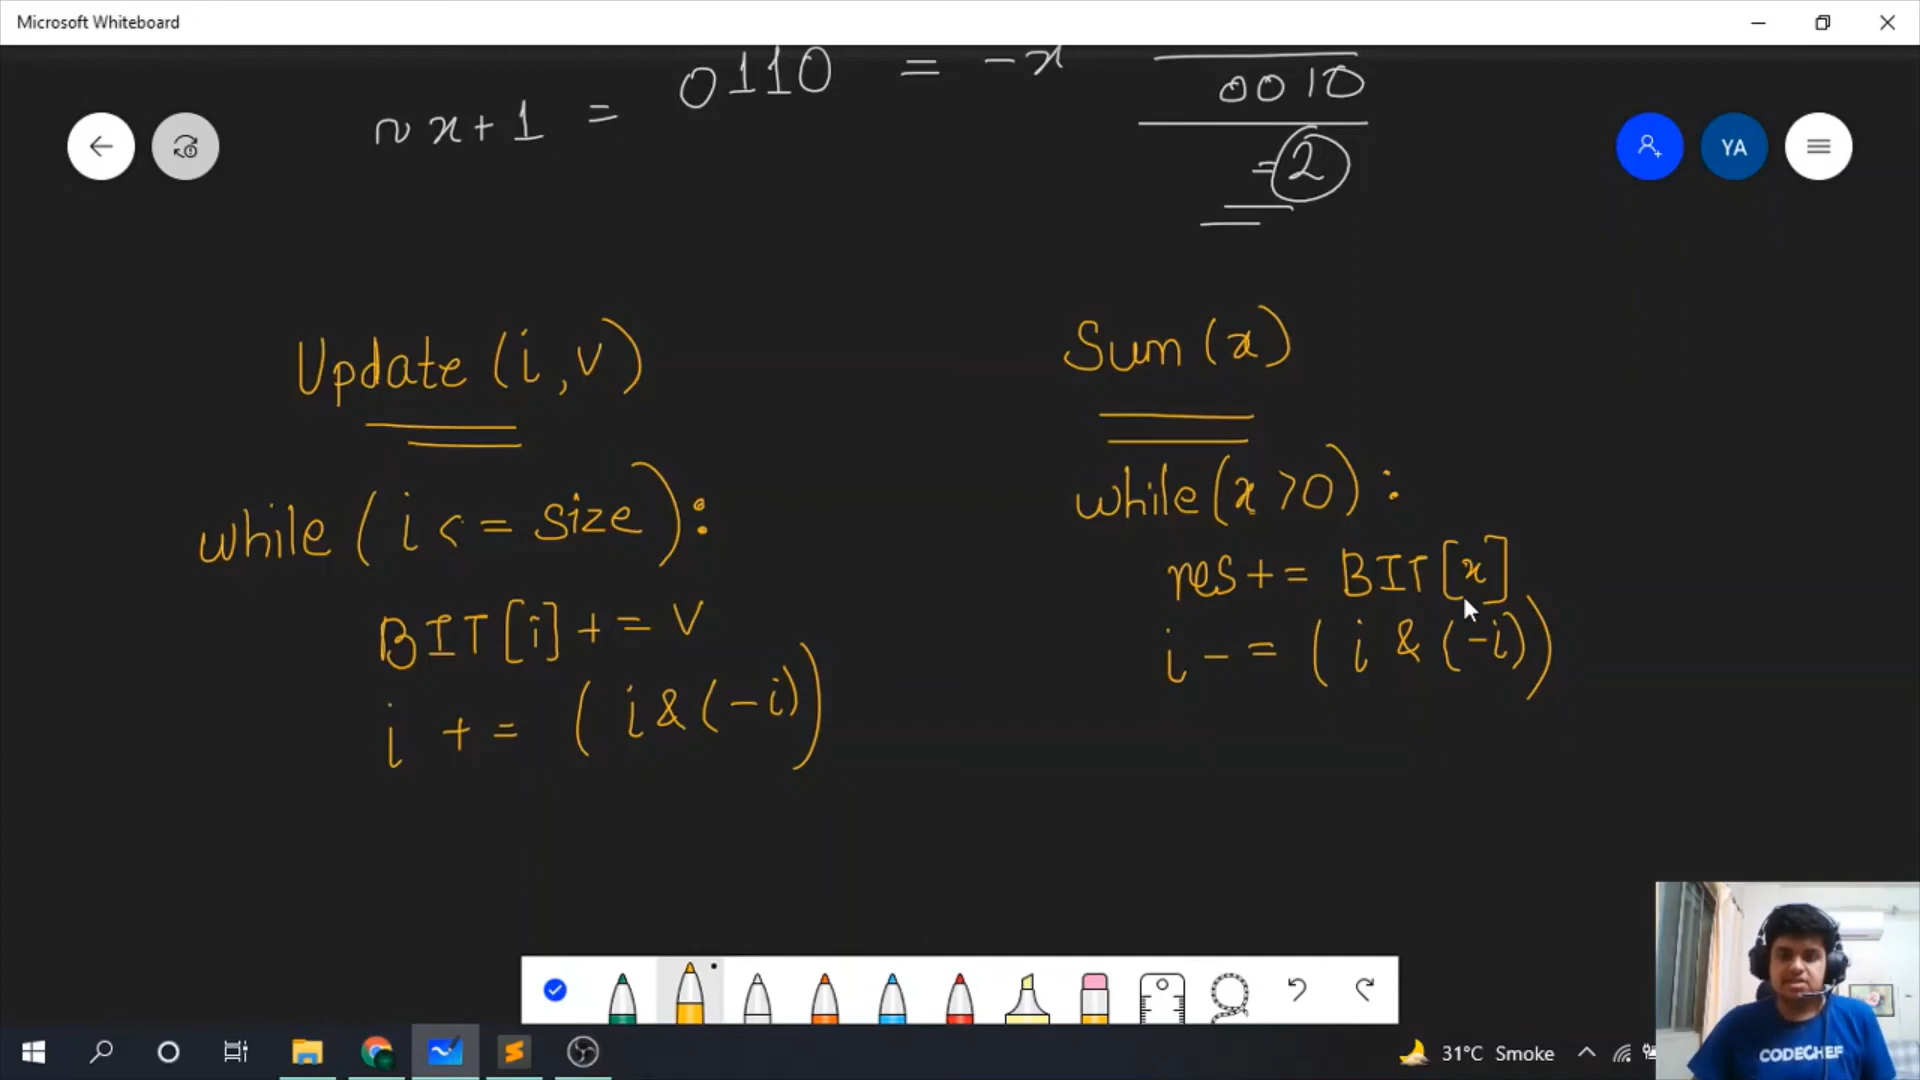 Microsoft Whiteboard
0110 = -x
~x+1 =
0010
=2
YA
Update (i,v)
while (i <= size):
BIT[i] += v
i += (i & (-i))
Sum (x)
while (x >0):
res += BIT[x]
i -= (i & (-i))
31°C Smoke
CODECHEF